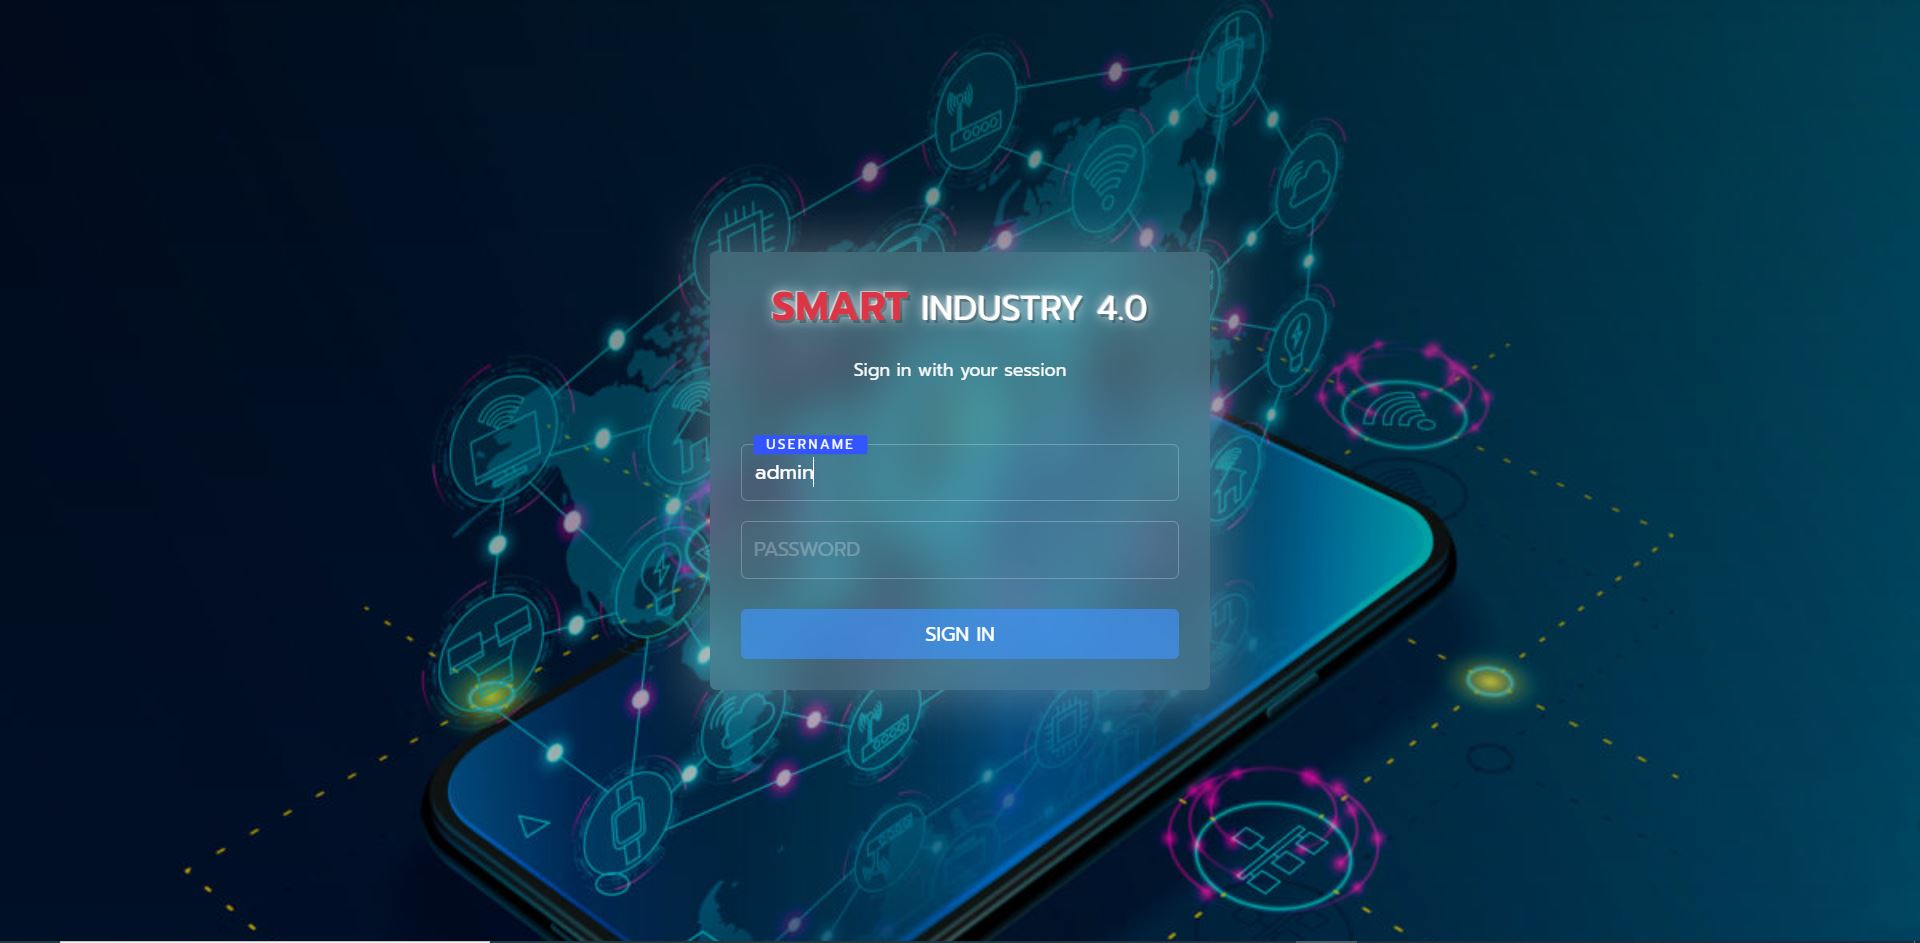 SMART INDUSTRY 4.0
Sign in with your session
USERNAME
admin
PASSWORD
SIGN IN